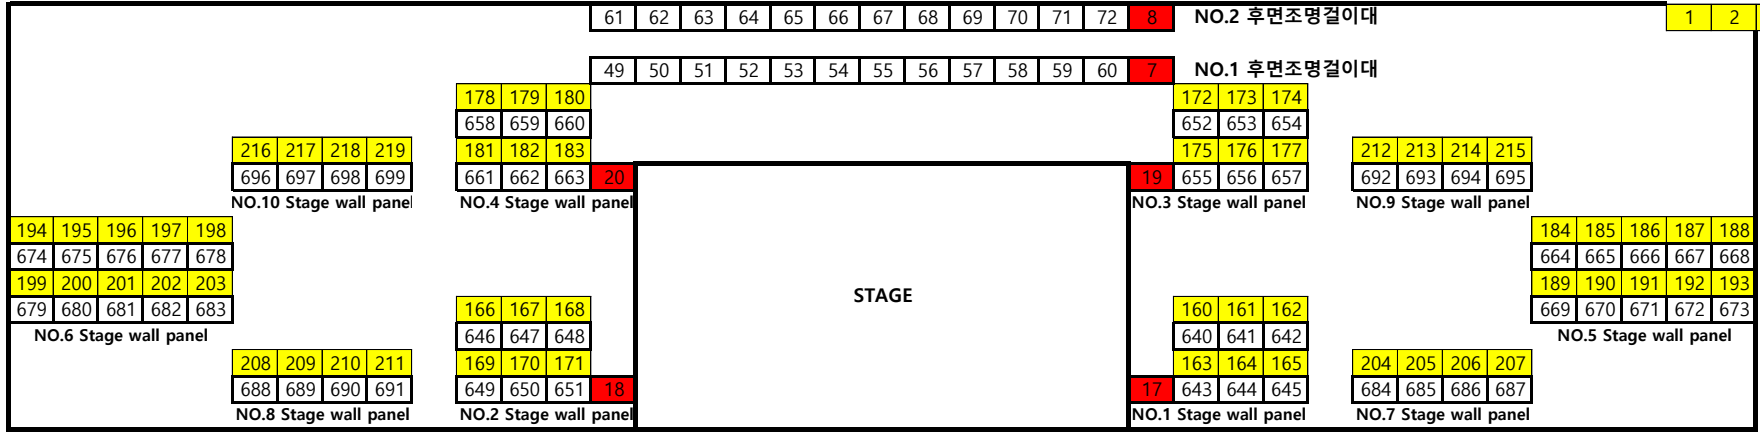 61 62 63 64 65 66 67 68 69 70 71 72 8 NO.2 후면조명걸이대 1 2
49 50 51 52 53 54 55 56 57 58 59 60 7 NO.1 후면조명걸이대
178 179 180 172 173 174
658 659 660 652 653 654
216 217 218 219 181 182 183 175 176 177 212 213 214 215
696 697 698 699 661 662 663 20 19 655 656 657 692 693 694 695
NO.10 Stage wall panel NO.4 Stage wall panel NO.3 Stage wall panel NO.9 Stage wall panel
194 195 196 197 198 184 185 186 187 188
674 675 676 677 678 664 665 666 667 668
199 200 201 202 203 189 190 191 192 193
STAGE
679 680 681 682 683 166 167 168 160 161 162 669 670 671 672 673
NO.6 Stage wall panel 646 647 648 640 641 642 NO.5 Stage wall panel
208 209 210 211 169 170 171 163 164 165 204 205 206 207
688 689 690 691 649 650 651 18 17 643 644 645 684 685 686 687
NO.8 Stage wall panel NO.2 Stage wall panel NO.1 Stage wall panel NO.7 Stage wall panel